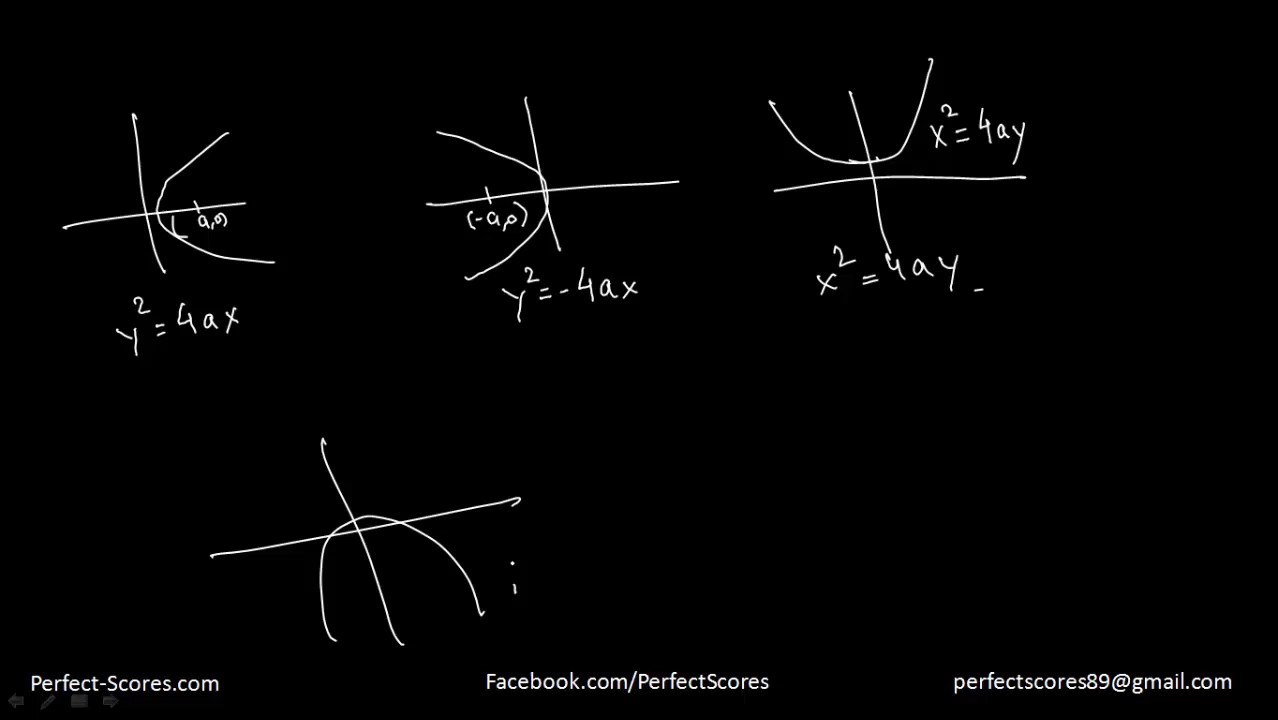 (a,0)
y² = 4ax
(-a,0)
y² = -4ax
x² = 4ay
x² = 4ay
Perfect-Scores.com
Facebook.com/PerfectScores
perfectscores89@gmail.com